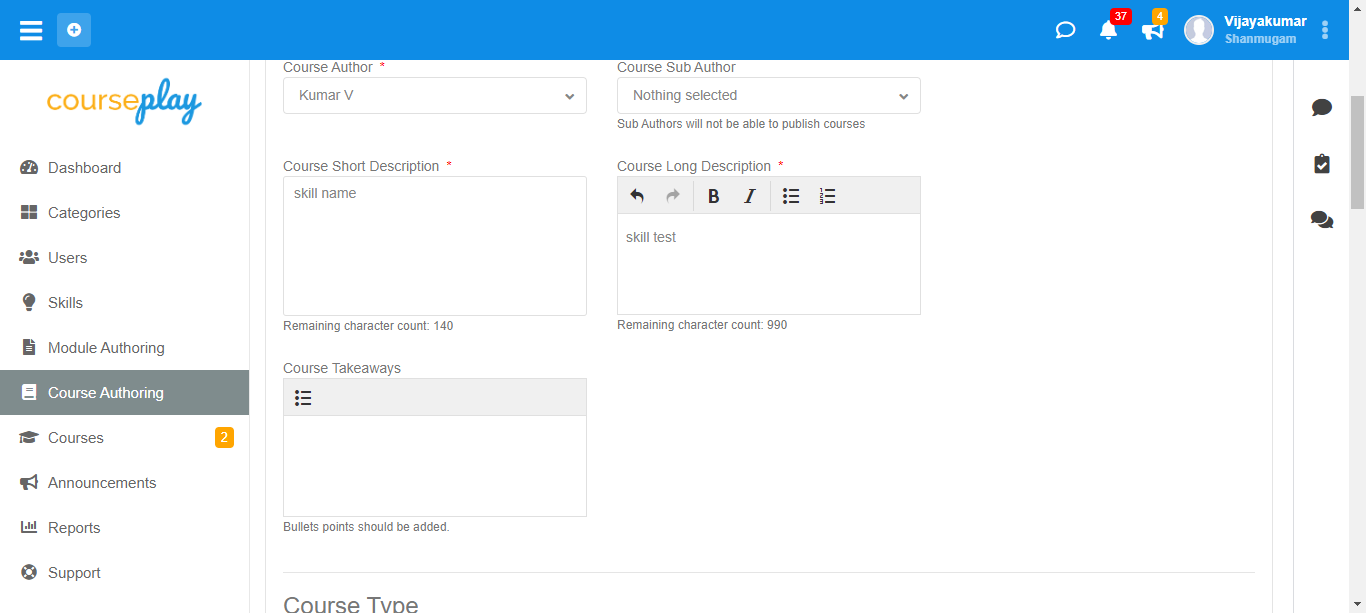 37
4
Vijayakumar
Shanmugam
courseplay
Dashboard
Categories
Users
Skills
Module Authoring
Course Authoring
Courses 2
Announcements
Reports
Support
Course Author *
Kumar V
Course Sub Author
Nothing selected
Sub Authors will not be able to publish courses
Course Short Description *
skill name
Remaining character count: 140
Course Long Description *
B I
skill test
Remaining character count: 990
Course Takeaways
Bullets points should be added.
Course Type